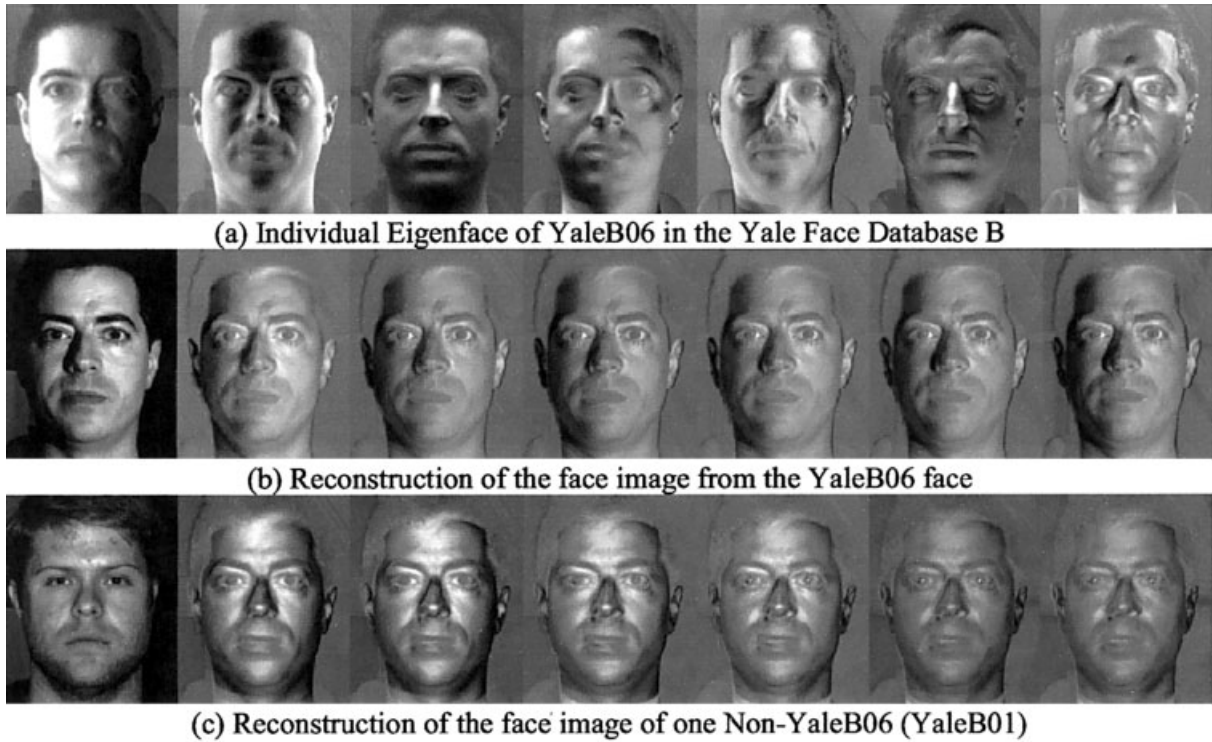 (a) Individual Eigenface of YaleB06 in the Yale Face Database B
(b) Reconstruction of the face image from the YaleB06 face
(c) Reconstruction of the face image of one Non-YaleB06 (YaleB01)